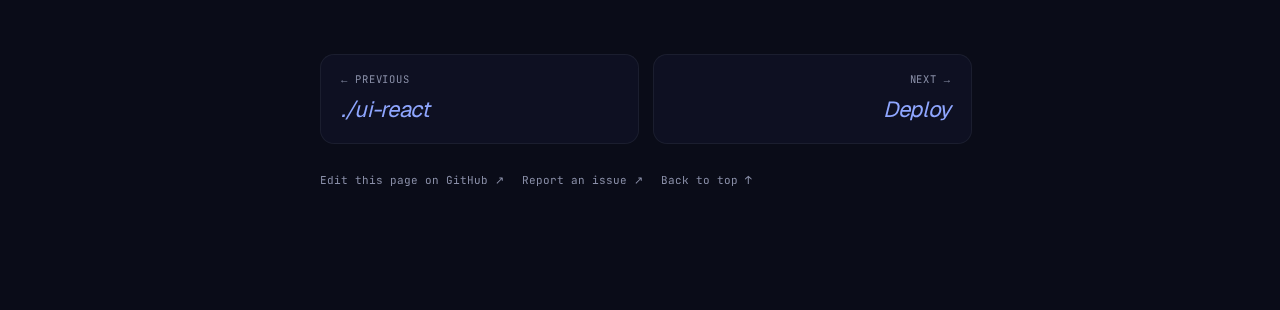 ← PREVIOUS
./ui-react
NEXT →
Deploy
Edit this page on GitHub ↗ Report an issue ↗ Back to top ↑